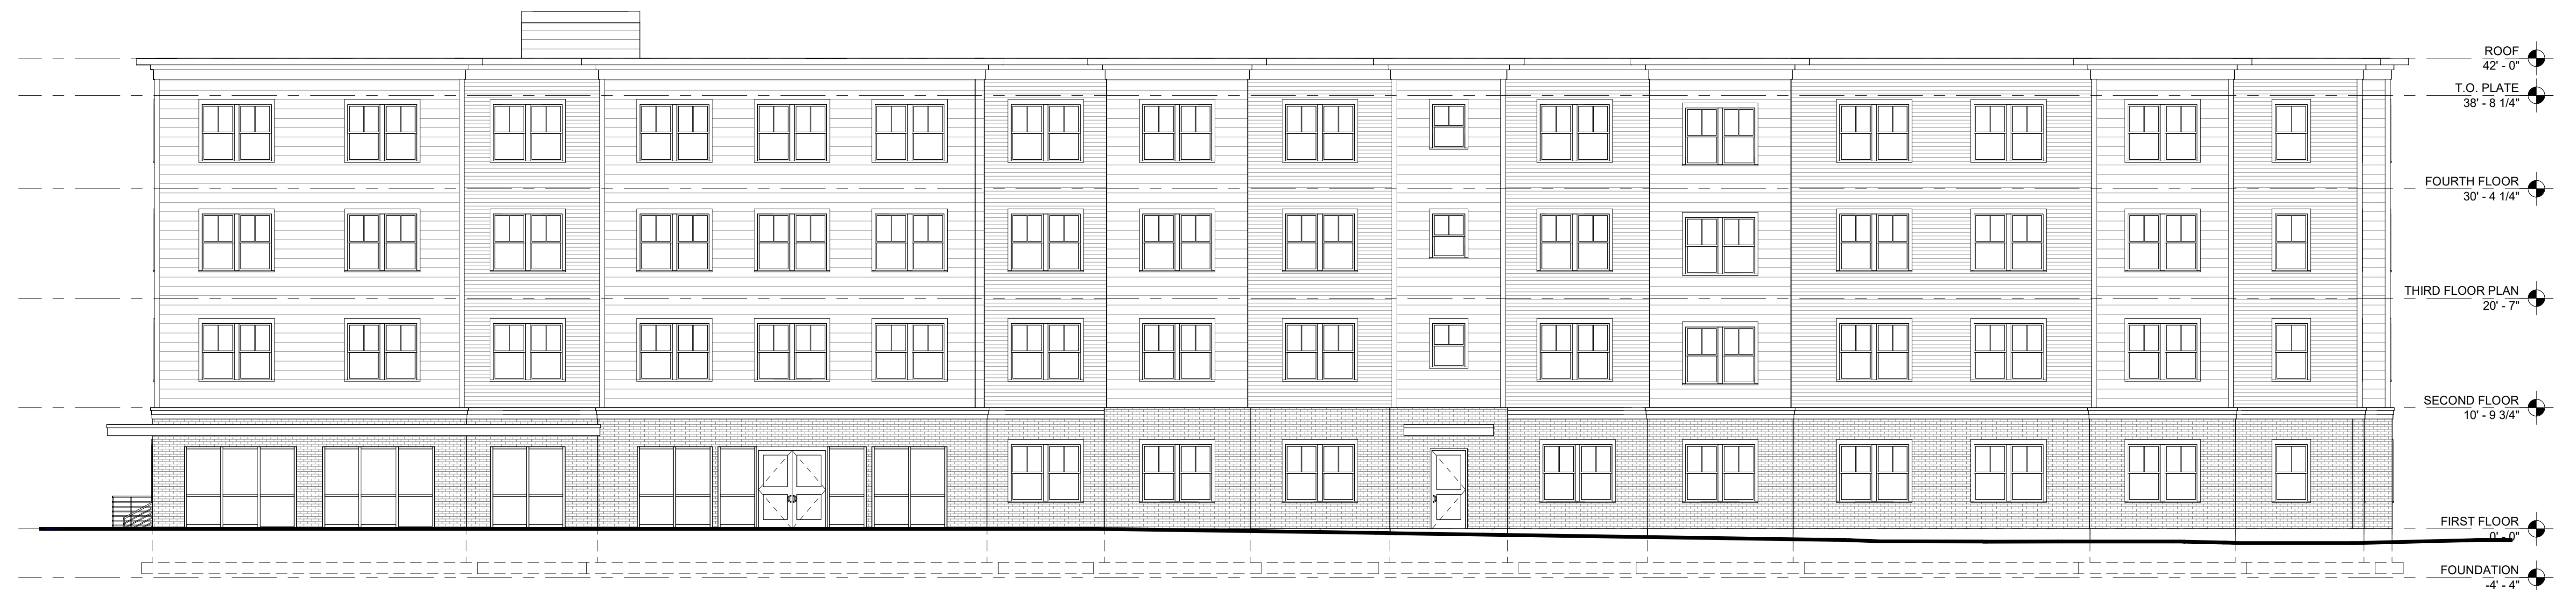 ROOF
42' - 0"
T.O. PLATE
38' - 8 1/4"
FOURTH FLOOR
30' - 4 1/4"
THIRD FLOOR PLAN
20' - 7"
SECOND FLOOR
10' - 9 3/4"
FIRST FLOOR
0' - 0"
FOUNDATION
-4' - 4"